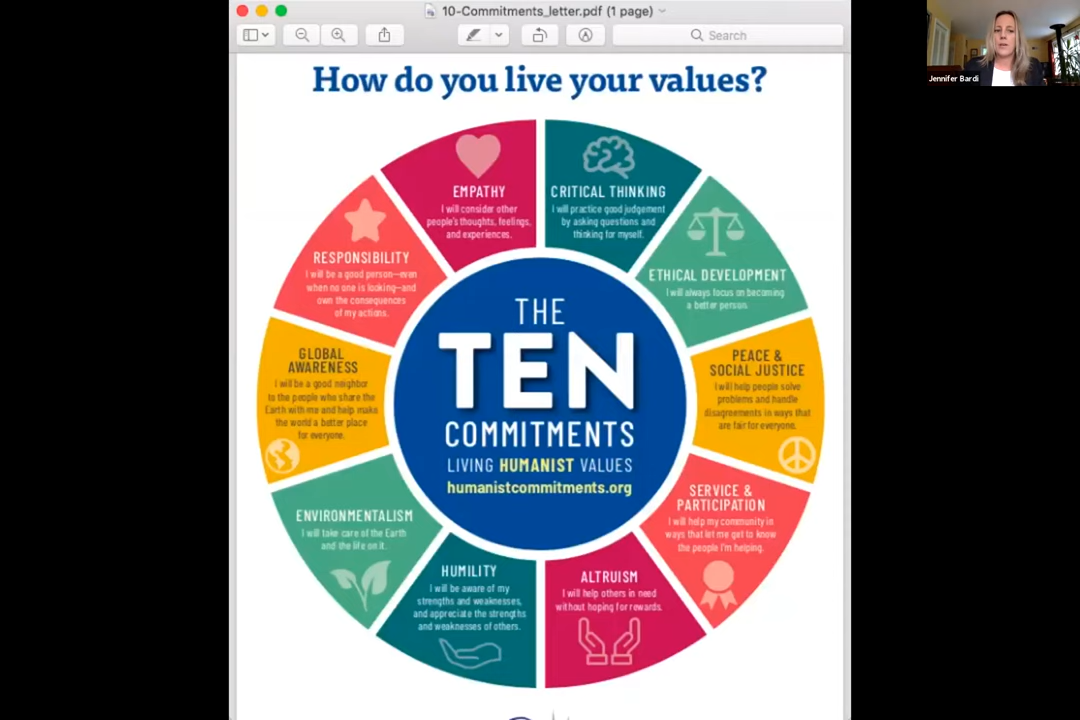 10-Commitments_letter.pdf (1 page)
Search
Jennifer Bardi
How do you live your values?
EMPATHY
I will consider other
people's thoughts, feelings,
and experiences.
CRITICAL THINKING
I will practice good judgement
by asking questions and
thinking for myself.
ETHICAL DEVELOPMENT
I will always focus on becoming
a better person.
PEACE &
SOCIAL JUSTICE
I will help people solve
problems and handle
disagreements in ways that
are fair for everyone.
SERVICE &
PARTICIPATION
I will help my community in
ways that let me get to know
the people I'm helping.
ALTRUISM
I will help others in need
without hoping for rewards.
HUMILITY
I will be aware of my
strengths and weaknesses,
and appreciate the strengths
and weaknesses of others.
ENVIRONMENTALISM
I will take care of the Earth
and the life on it.
GLOBAL
AWARENESS
I will be a good neighbor
to the people who share the
Earth with me and help make
the world a better place
for everyone.
RESPONSIBILITY
I will be a good person—even
when no one is looking—and
own the consequences
of my actions.
THE
TEN
COMMITMENTS
LIVING HUMANIST VALUES
humanistcommitments.org